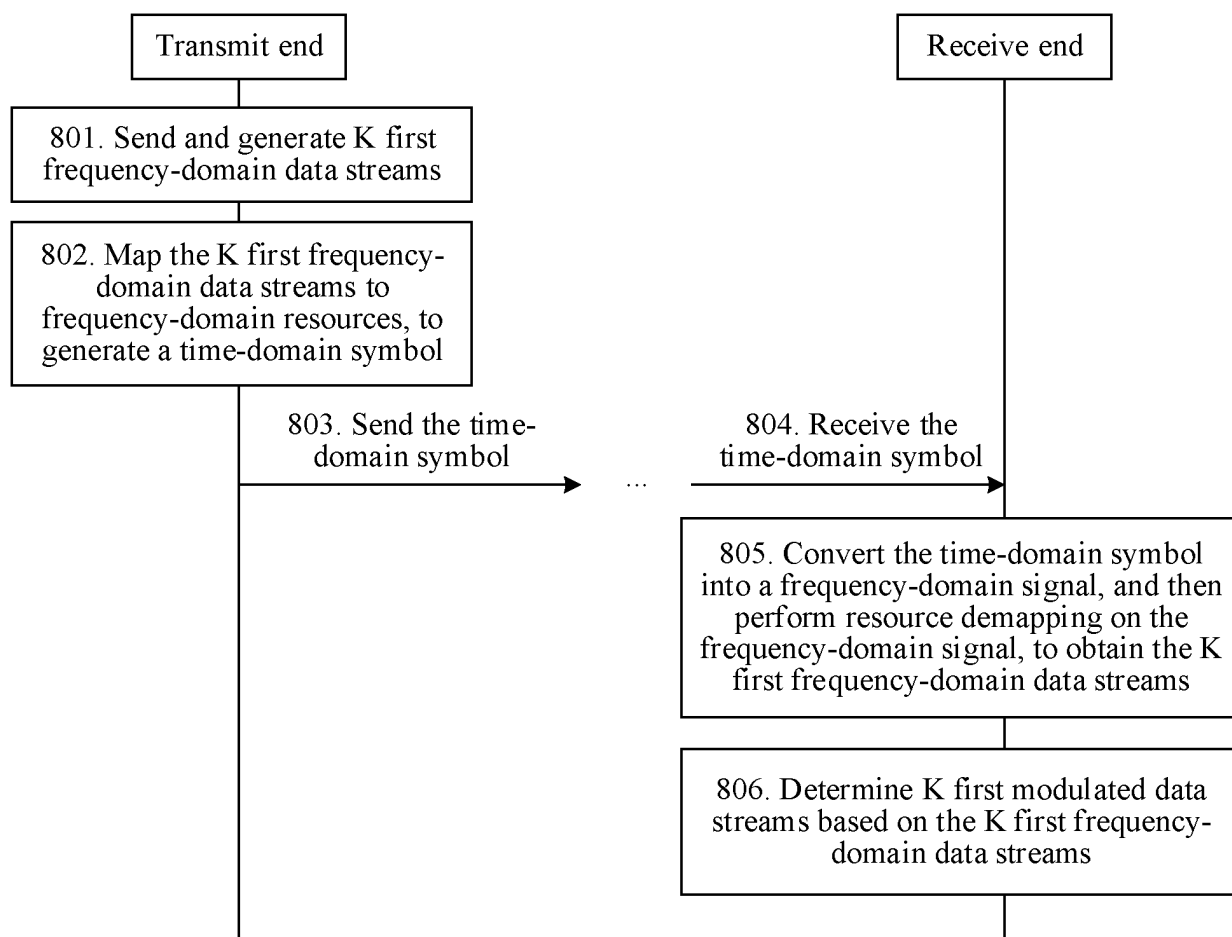 Transmit end
Receive end
801. Send and generate K first
frequency-domain data streams
802. Map the K first frequency-
domain data streams to
frequency-domain resources, to
generate a time-domain symbol
803. Send the time-
domain symbol
...
804. Receive the
time-domain symbol
805. Convert the time-domain symbol
into a frequency-domain signal, and then
perform resource demapping on the
frequency-domain signal, to obtain the K
first frequency-domain data streams
806. Determine K first modulated data
streams based on the K first frequency-
domain data streams